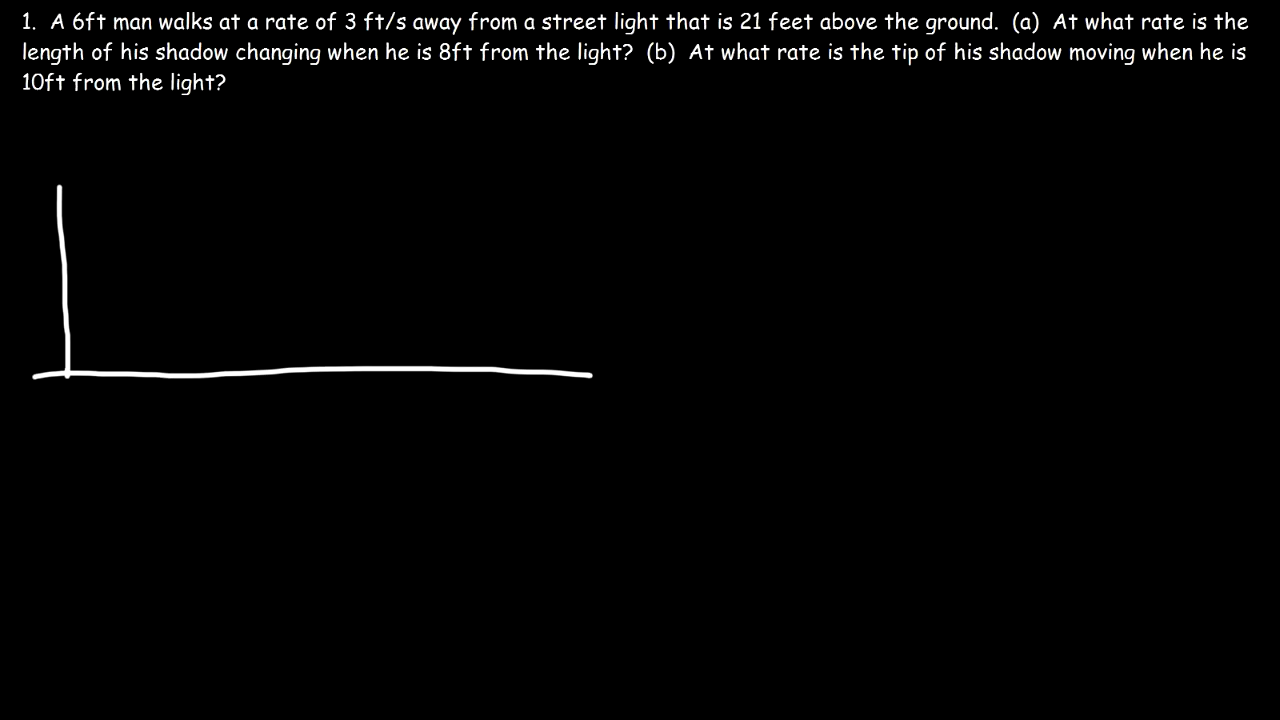 1. A 6ft man walks at a rate of 3 ft/s away from a street light that is 21 feet above the ground. (a) At what rate is the
length of his shadow changing when he is 8ft from the light? (b) At what rate is the tip of his shadow moving when he is
10ft from the light?